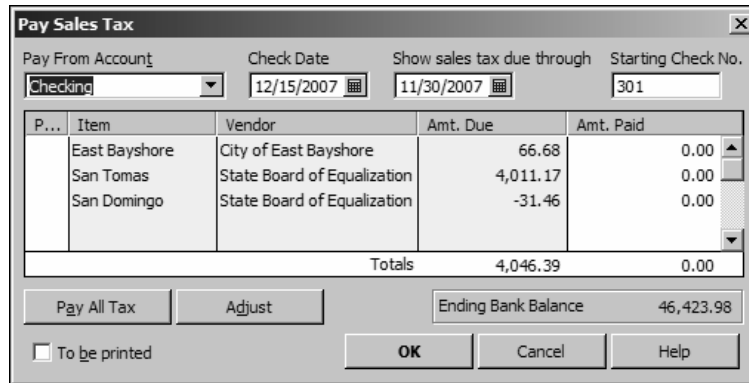 Pay Sales Tax
Pay From Account Check Date Show sales tax due through Starting Check No.
Checking 12/15/2007 11/30/2007 301
P... Item Vendor Amt. Due Amt. Paid
East Bayshore City of East Bayshore 66.68 0.00
San Tomas State Board of Equalization 4,011.17 0.00
San Domingo State Board of Equalization -31.46 0.00
Totals 4,046.39 0.00
Pay All Tax Adjust Ending Bank Balance 46,423.98
To be printed OK Cancel Help